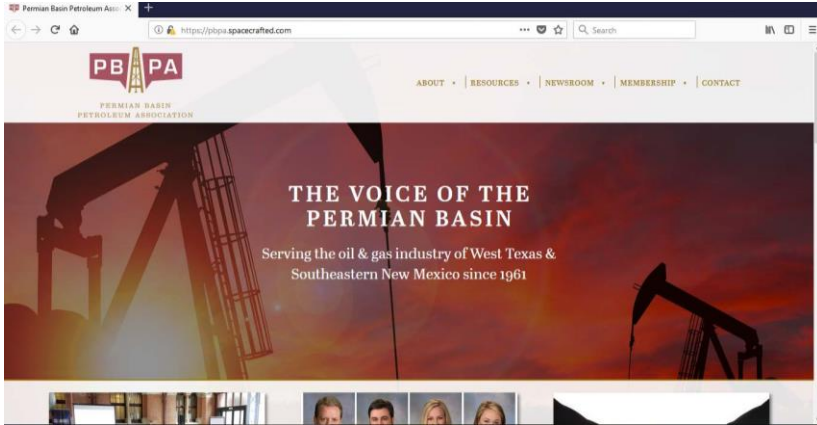 Permian Basin Petroleum Asso
https://pbpa.spacecrafted.com
Search
PB PA
PERMIAN BASIN
PETROLEUM ASSOCIATION
ABOUT
RESOURCES
NEWSROOM
MEMBERSHIP
CONTACT
THE VOICE OF THE
PERMIAN BASIN
Serving the oil & gas industry of West Texas &
Southeastern New Mexico since 1961